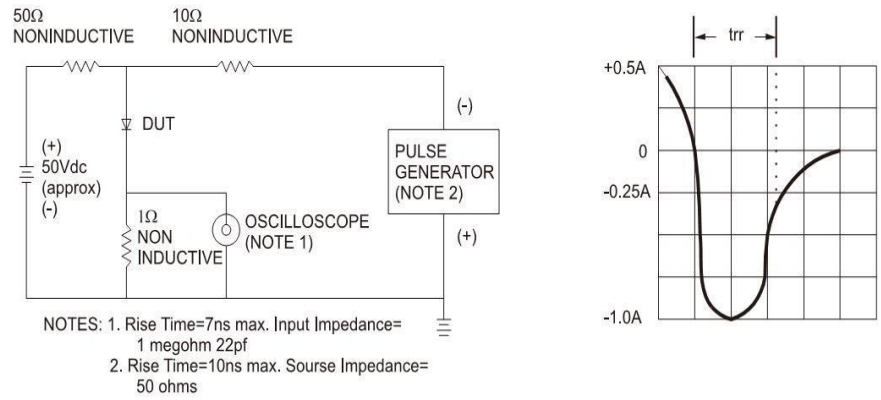 50Ω
NONINDUCTIVE
10Ω
NONINDUCTIVE
DUT
(+)
50Vdc
(approx)
(-)
1Ω
NON
INDUCTIVE
OSCILLOSCOPE
(NOTE 1)
(-)
PULSE
GENERATOR
(NOTE 2)
(+)
NOTES: 1. Rise Time=7ns max. Input Impedance=
1 megohm 22pf
2. Rise Time=10ns max. Sourse Impedance=
50 ohms
trr
+0.5A
0
-0.25A
-1.0A